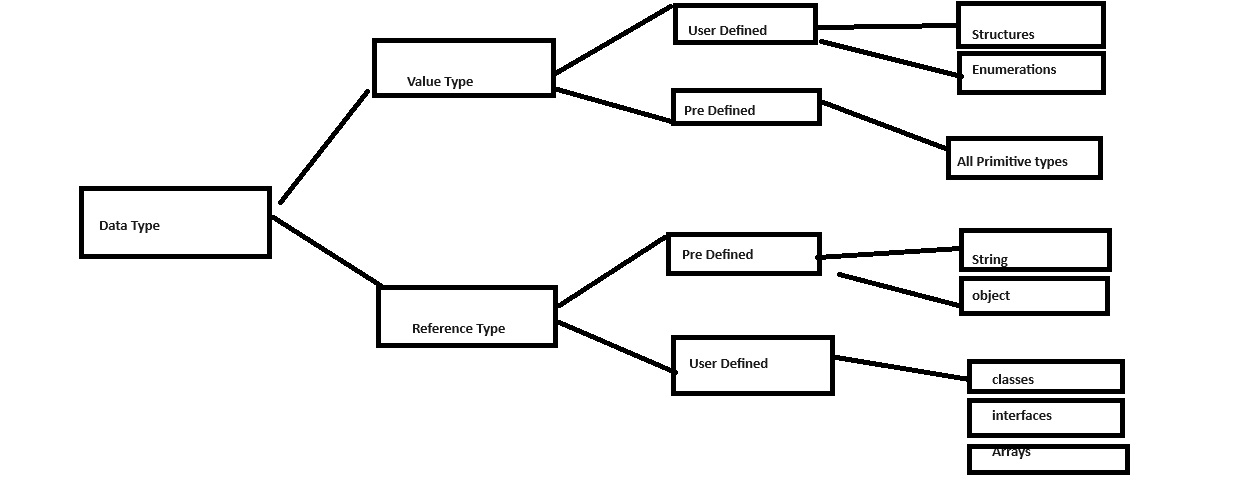 User Defined
Structures
Enumerations
Value Type
Pre Defined
All Primitive types
Data Type
Pre Defined
String
object
Reference Type
User Defined
classes
interfaces
Arrays